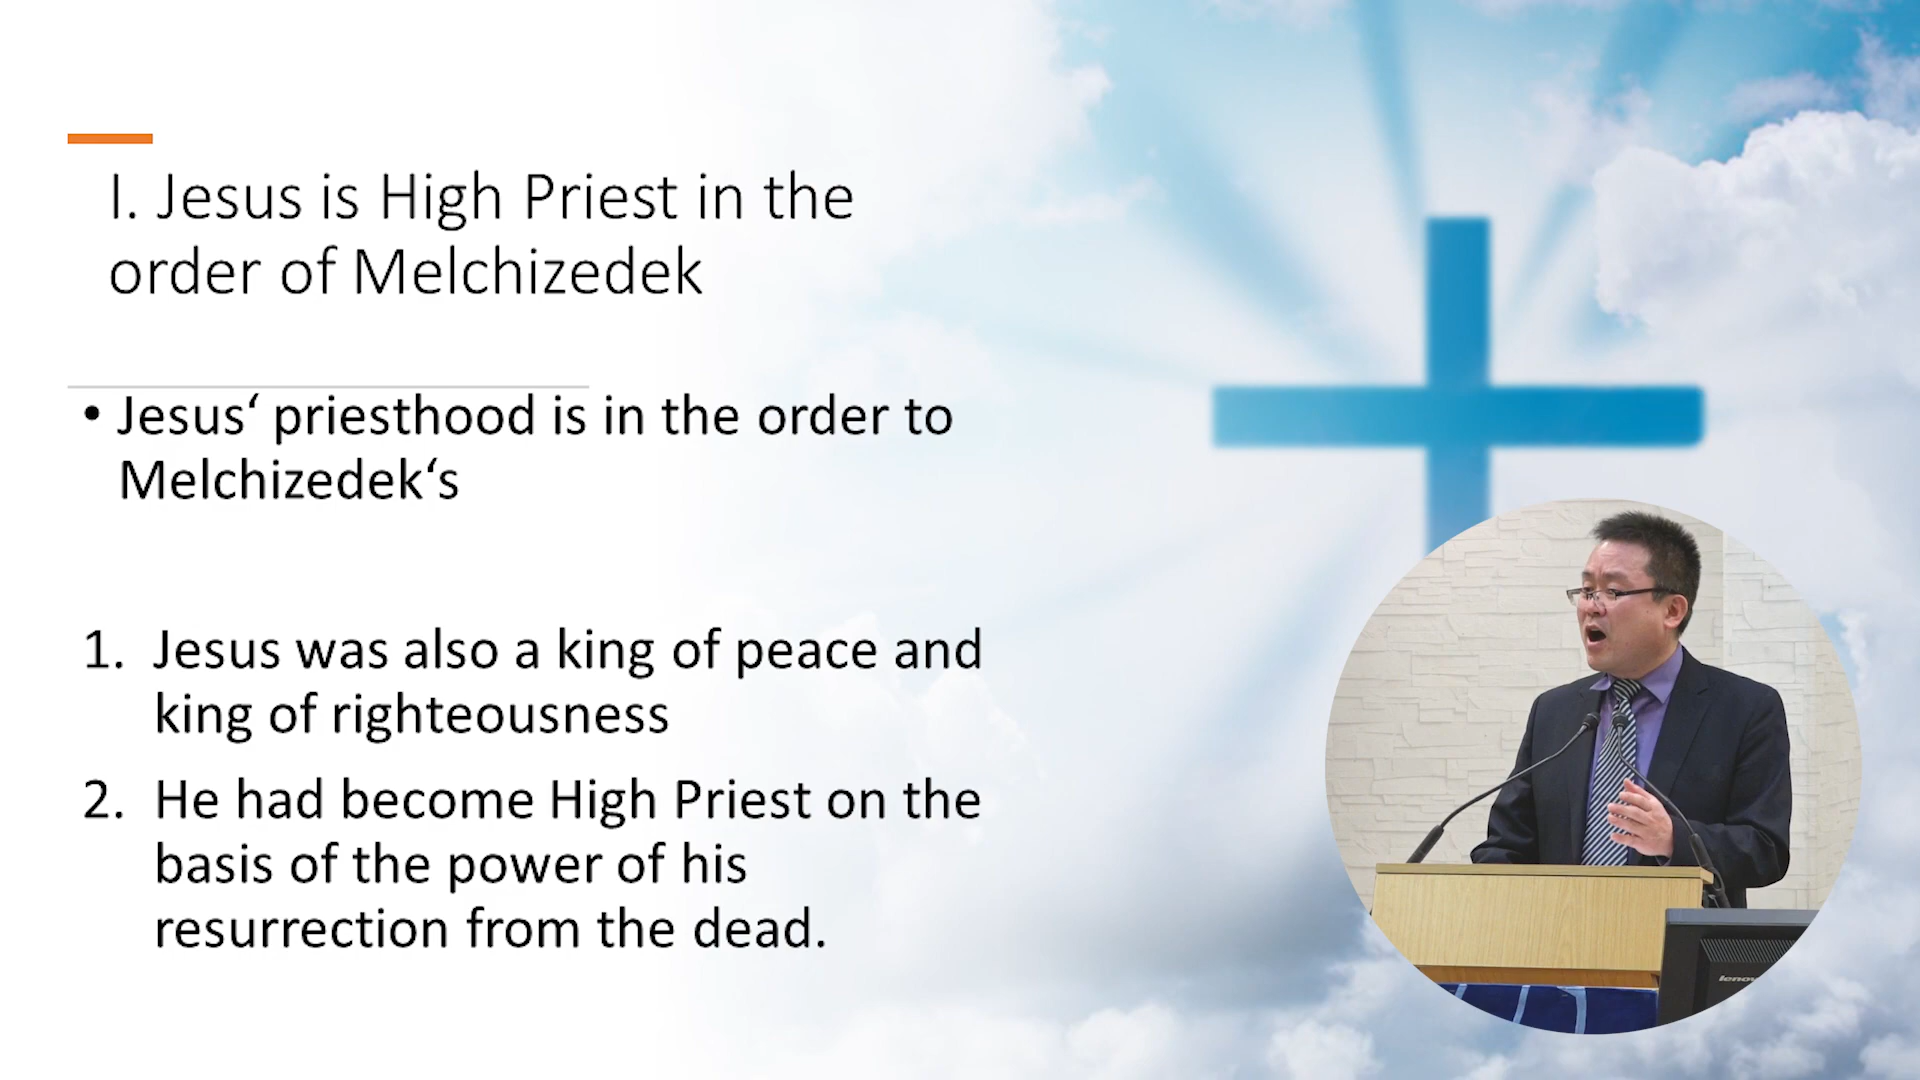 I. Jesus is High Priest in the
order of Melchizedek
• Jesus‘ priesthood is in the order to
Melchizedek‘s
1. Jesus was also a king of peace and
king of righteousness
2. He had become High Priest on the
basis of the power of his
resurrection from the dead.